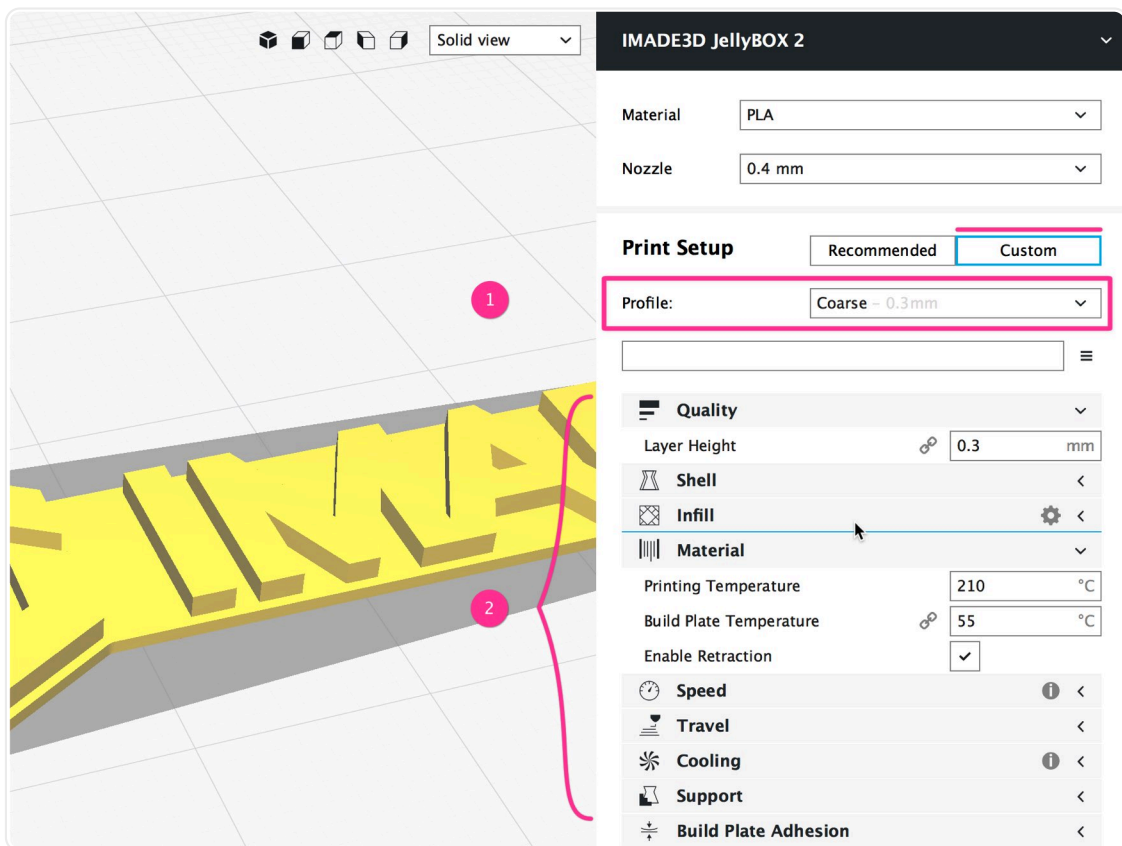 Solid view
IMADE3D JellyBOX 2
Material PLA
Nozzle 0.4 mm
Print Setup Recommended Custom
1
Profile: Coarse - 0.3mm
Quality
Layer Height 0.3 mm
Shell
Infill
Material
Printing Temperature 210 °C
2
Build Plate Temperature 55 °C
Enable Retraction
Speed
Travel
Cooling
Support
Build Plate Adhesion